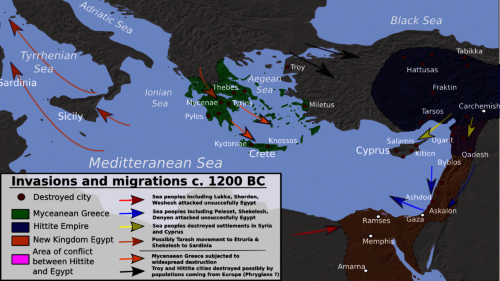 Adriatic Sea
Black Sea
Tyrrhenian
Sea
Sardinia
Troy
Aegean
Sea
Tabikka
Hattusas
Fraktin
Ionian
Sea
Thebes
Mycenae
Tyrins
Miletus
Pylos
Sicily
Tarsos
Carchemish
Kydonia
Knossos
Crete
Salamis
Ugarit
Cyprus
Kition
Qadesh
Byblos
Mediterranean Sea
Ashdod
Askalon
Gaza
Ramses
Memphis
Amarna
Invasions and migrations c. 1200 BC
Destroyed city
Myceanean Greece
Hittite Empire
New Kingdom Egypt
Area of conflict
between Hittite
and Egypt
Sea peoples including Lukka, Sherden,
Weshesh attacked unsuccessfully Egypt
Sea peoples including Peleset, Shekelesh,
Denyen attacked unsuccessfully Egypt
Sea peoples destroyed settlements in Syria
and Cyprus
Possibly Taresh movement to Etruria &
Shekelesh to Sardinia
Mycenaean Greece subjected to
widespread destruction
Troy and Hittite cities destroyed possibly by
populations coming from Europe (Phrygians ?)